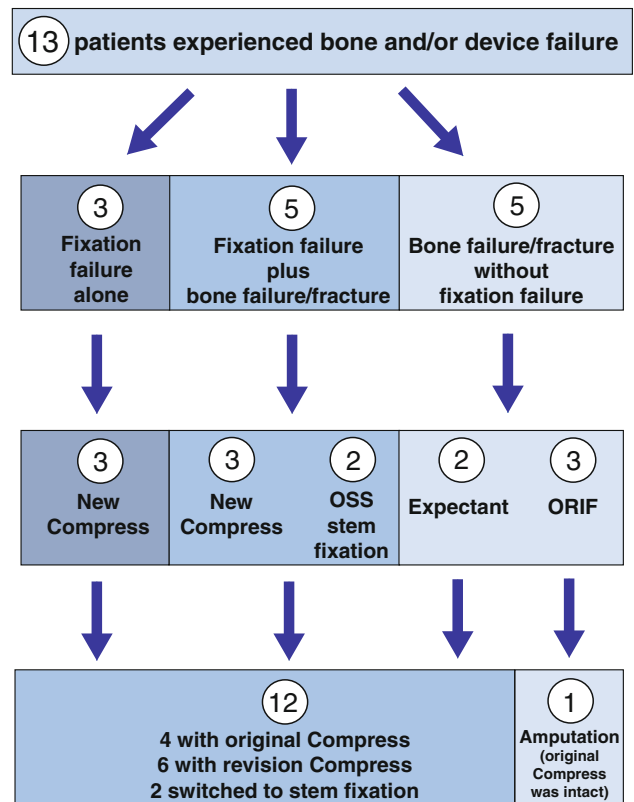 13 patients experienced bone and/or device failure
3
Fixation
failure
alone
5
Fixation failure
plus
bone failure/fracture
5
Bone failure/fracture
without
fixation failure
3
New
Compress
3
New
Compress
2
OSS
stem
fixation
2
Expectant
3
ORIF
12
4 with original Compress
6 with revision Compress
2 switched to stem fixation
1
Amputation
(original
Compress
was intact)